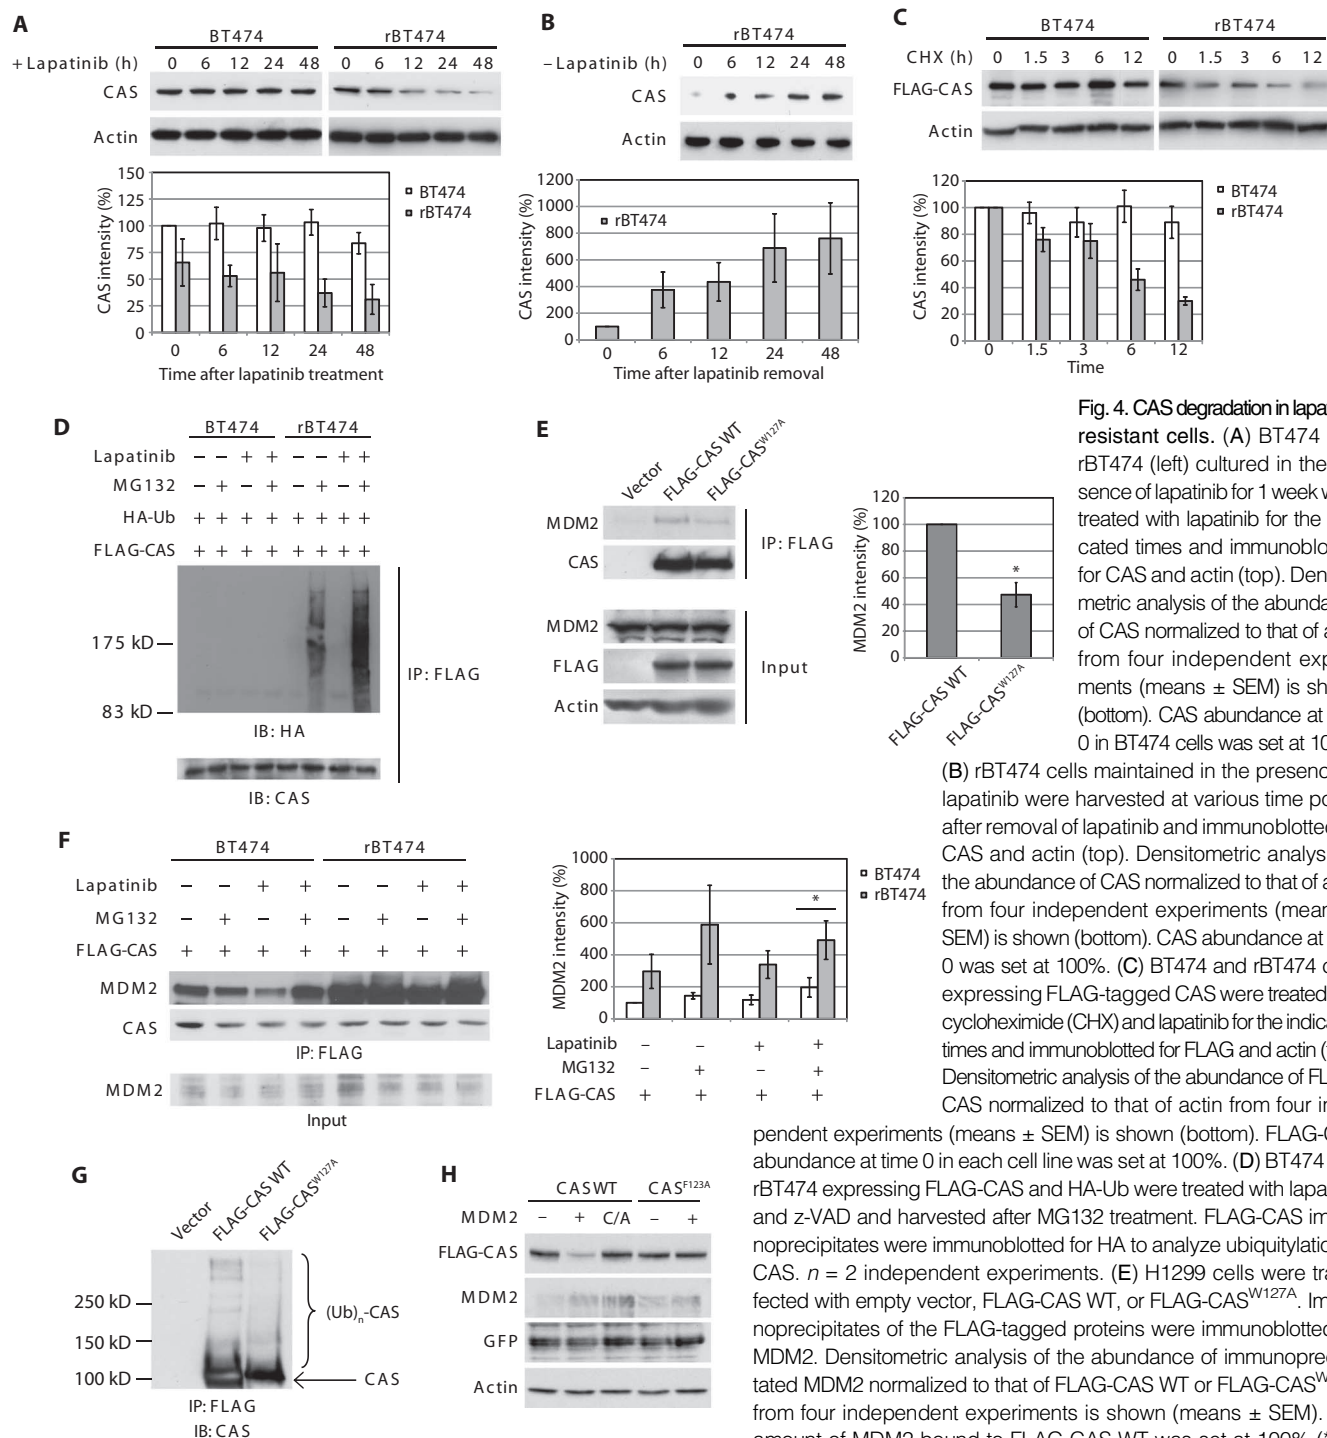 A
BT474 rBT474
+Lapatinib (h) 0 6 12 24 48 0 6 12 24 48
CAS
Actin
150
125
100
75
50
25
0
CAS intensity (%)
BT474
rBT474
0 6 12 24 48
Time after lapatinib treatment
B
rBT474
–Lapatinib (h) 0 6 12 24 48
CAS
Actin
1200
1000
800
600
400
200
0
CAS intensity (%)
rBT474
0 6 12 24 48
Time after lapatinib removal
C
BT474 rBT474
CHX (h) 0 1.5 3 6 12 0 1.5 3 6 12
FLAG-CAS
Actin
120
100
80
60
40
20
0
CAS intensity (%)
BT474
rBT474
0 1.5 3 6 12
Time
D
BT474 rBT474
Lapatinib – – + + – – + +
MG132 – + – + – + – +
HA-Ub + + + + + + + +
FLAG-CAS + + + + + + + +
175 kD
83 kD
IP: FLAG
IB: HA
IB: CAS
E
Vector FLAG-CAS WT FLAG-CAS^W127A
MDM2
CAS
IP: FLAG
MDM2
FLAG
Actin
Input
120
100
80
60
40
20
0
MDM2 intensity (%)
*
FLAG-CAS WT FLAG-CAS^W127A
F
BT474 rBT474
Lapatinib – – + + – – + +
MG132 – + – + – + – +
FLAG-CAS + + + + + + + +
MDM2
CAS
IP: FLAG
MDM2
Input
1000
800
600
400
200
0
MDM2 intensity (%)
BT474
rBT474
*
Lapatinib – – + +
MG132 – + – +
FLAG-CAS + + + +
G
Vector FLAG-CAS WT FLAG-CAS^W127A
250 kD
150 kD
100 kD
(Ub)n-CAS
CAS
IP: FLAG
IB: CAS
H
CAS WT CAS^F123A
MDM2 – + C/A – +
FLAG-CAS
MDM2
GFP
Actin
Fig. 4. CAS degradation in lapat
resistant cells. (A) BT474
rBT474 (left) cultured in the
sence of lapatinib for 1 week w
treated with lapatinib for the
cated times and immunoblo
for CAS and actin (top). Den
metric analysis of the abunda
of CAS normalized to that of a
from four independent exp
ments (means ± SEM) is sh
(bottom). CAS abundance at
0 in BT474 cells was set at 10
(B) rBT474 cells maintained in the presenc
lapatinib were harvested at various time po
after removal of lapatinib and immunoblotted
CAS and actin (top). Densitometric analysi
the abundance of CAS normalized to that of a
from four independent experiments (mean
SEM) is shown (bottom). CAS abundance at
0 was set at 100%. (C) BT474 and rBT474 c
expressing FLAG-tagged CAS were treated
cycloheximide (CHX) and lapatinib for the indica
times and immunoblotted for FLAG and actin (
Densitometric analysis of the abundance of FL
CAS normalized to that of actin from four in
pendent experiments (means ± SEM) is shown (bottom). FLAG-C
abundance at time 0 in each cell line was set at 100%. (D) BT474
rBT474 expressing FLAG-CAS and HA-Ub were treated with lapa
and z-VAD and harvested after MG132 treatment. FLAG-CAS im
noprecipitates were immunoblotted for HA to analyze ubiquitylatio
CAS. n = 2 independent experiments. (E) H1299 cells were tra
fected with empty vector, FLAG-CAS WT, or FLAG-CAS^W127A. Im
noprecipitates of the FLAG-tagged proteins were immunoblotted
MDM2. Densitometric analysis of the abundance of immunopre
tated MDM2 normalized to that of FLAG-CAS WT or FLAG-CAS^W
from four independent experiments is shown (means ± SEM).
amount of MDM2 bound to FLAG-CAS WT was set at 100%